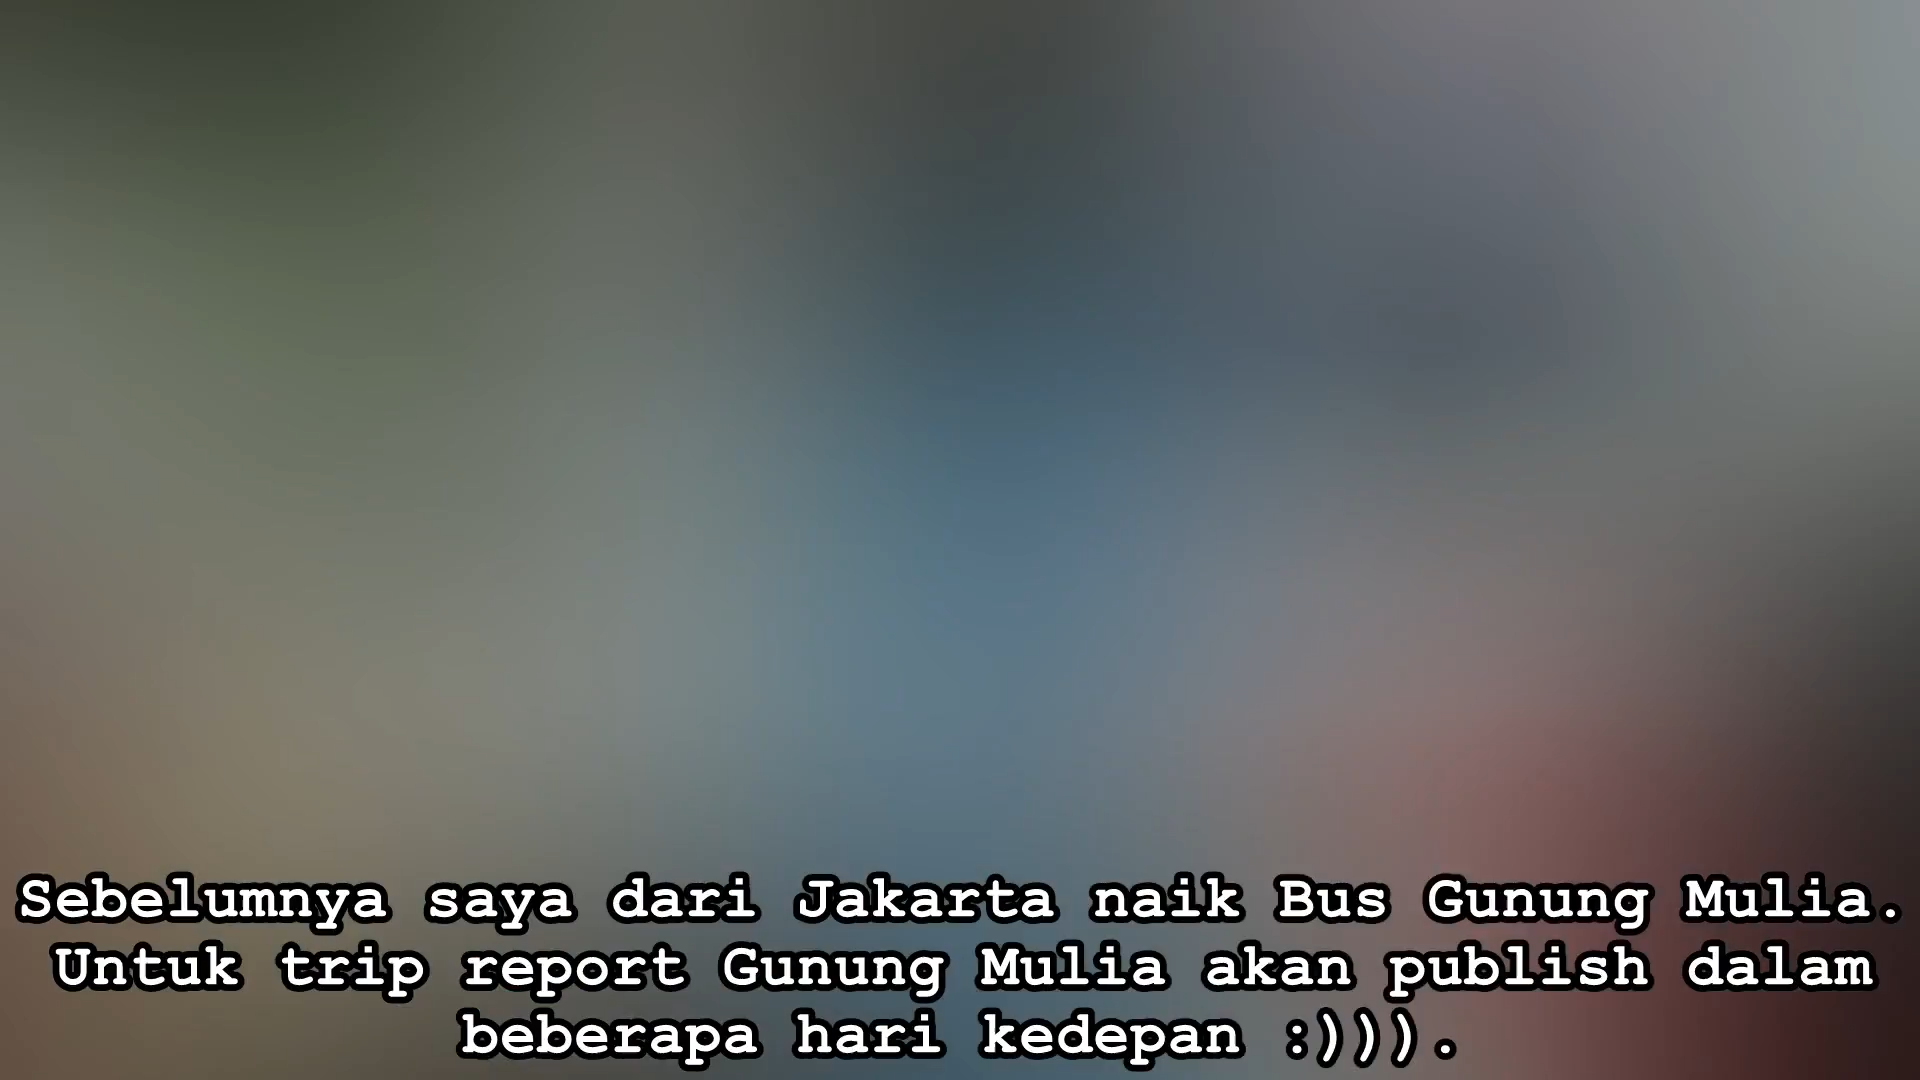 Sebelumnya saya dari Jakarta naik Bus Gunung Mulia.
Untuk trip report Gunung Mulia akan publish dalam
beberapa hari kedepan :))).